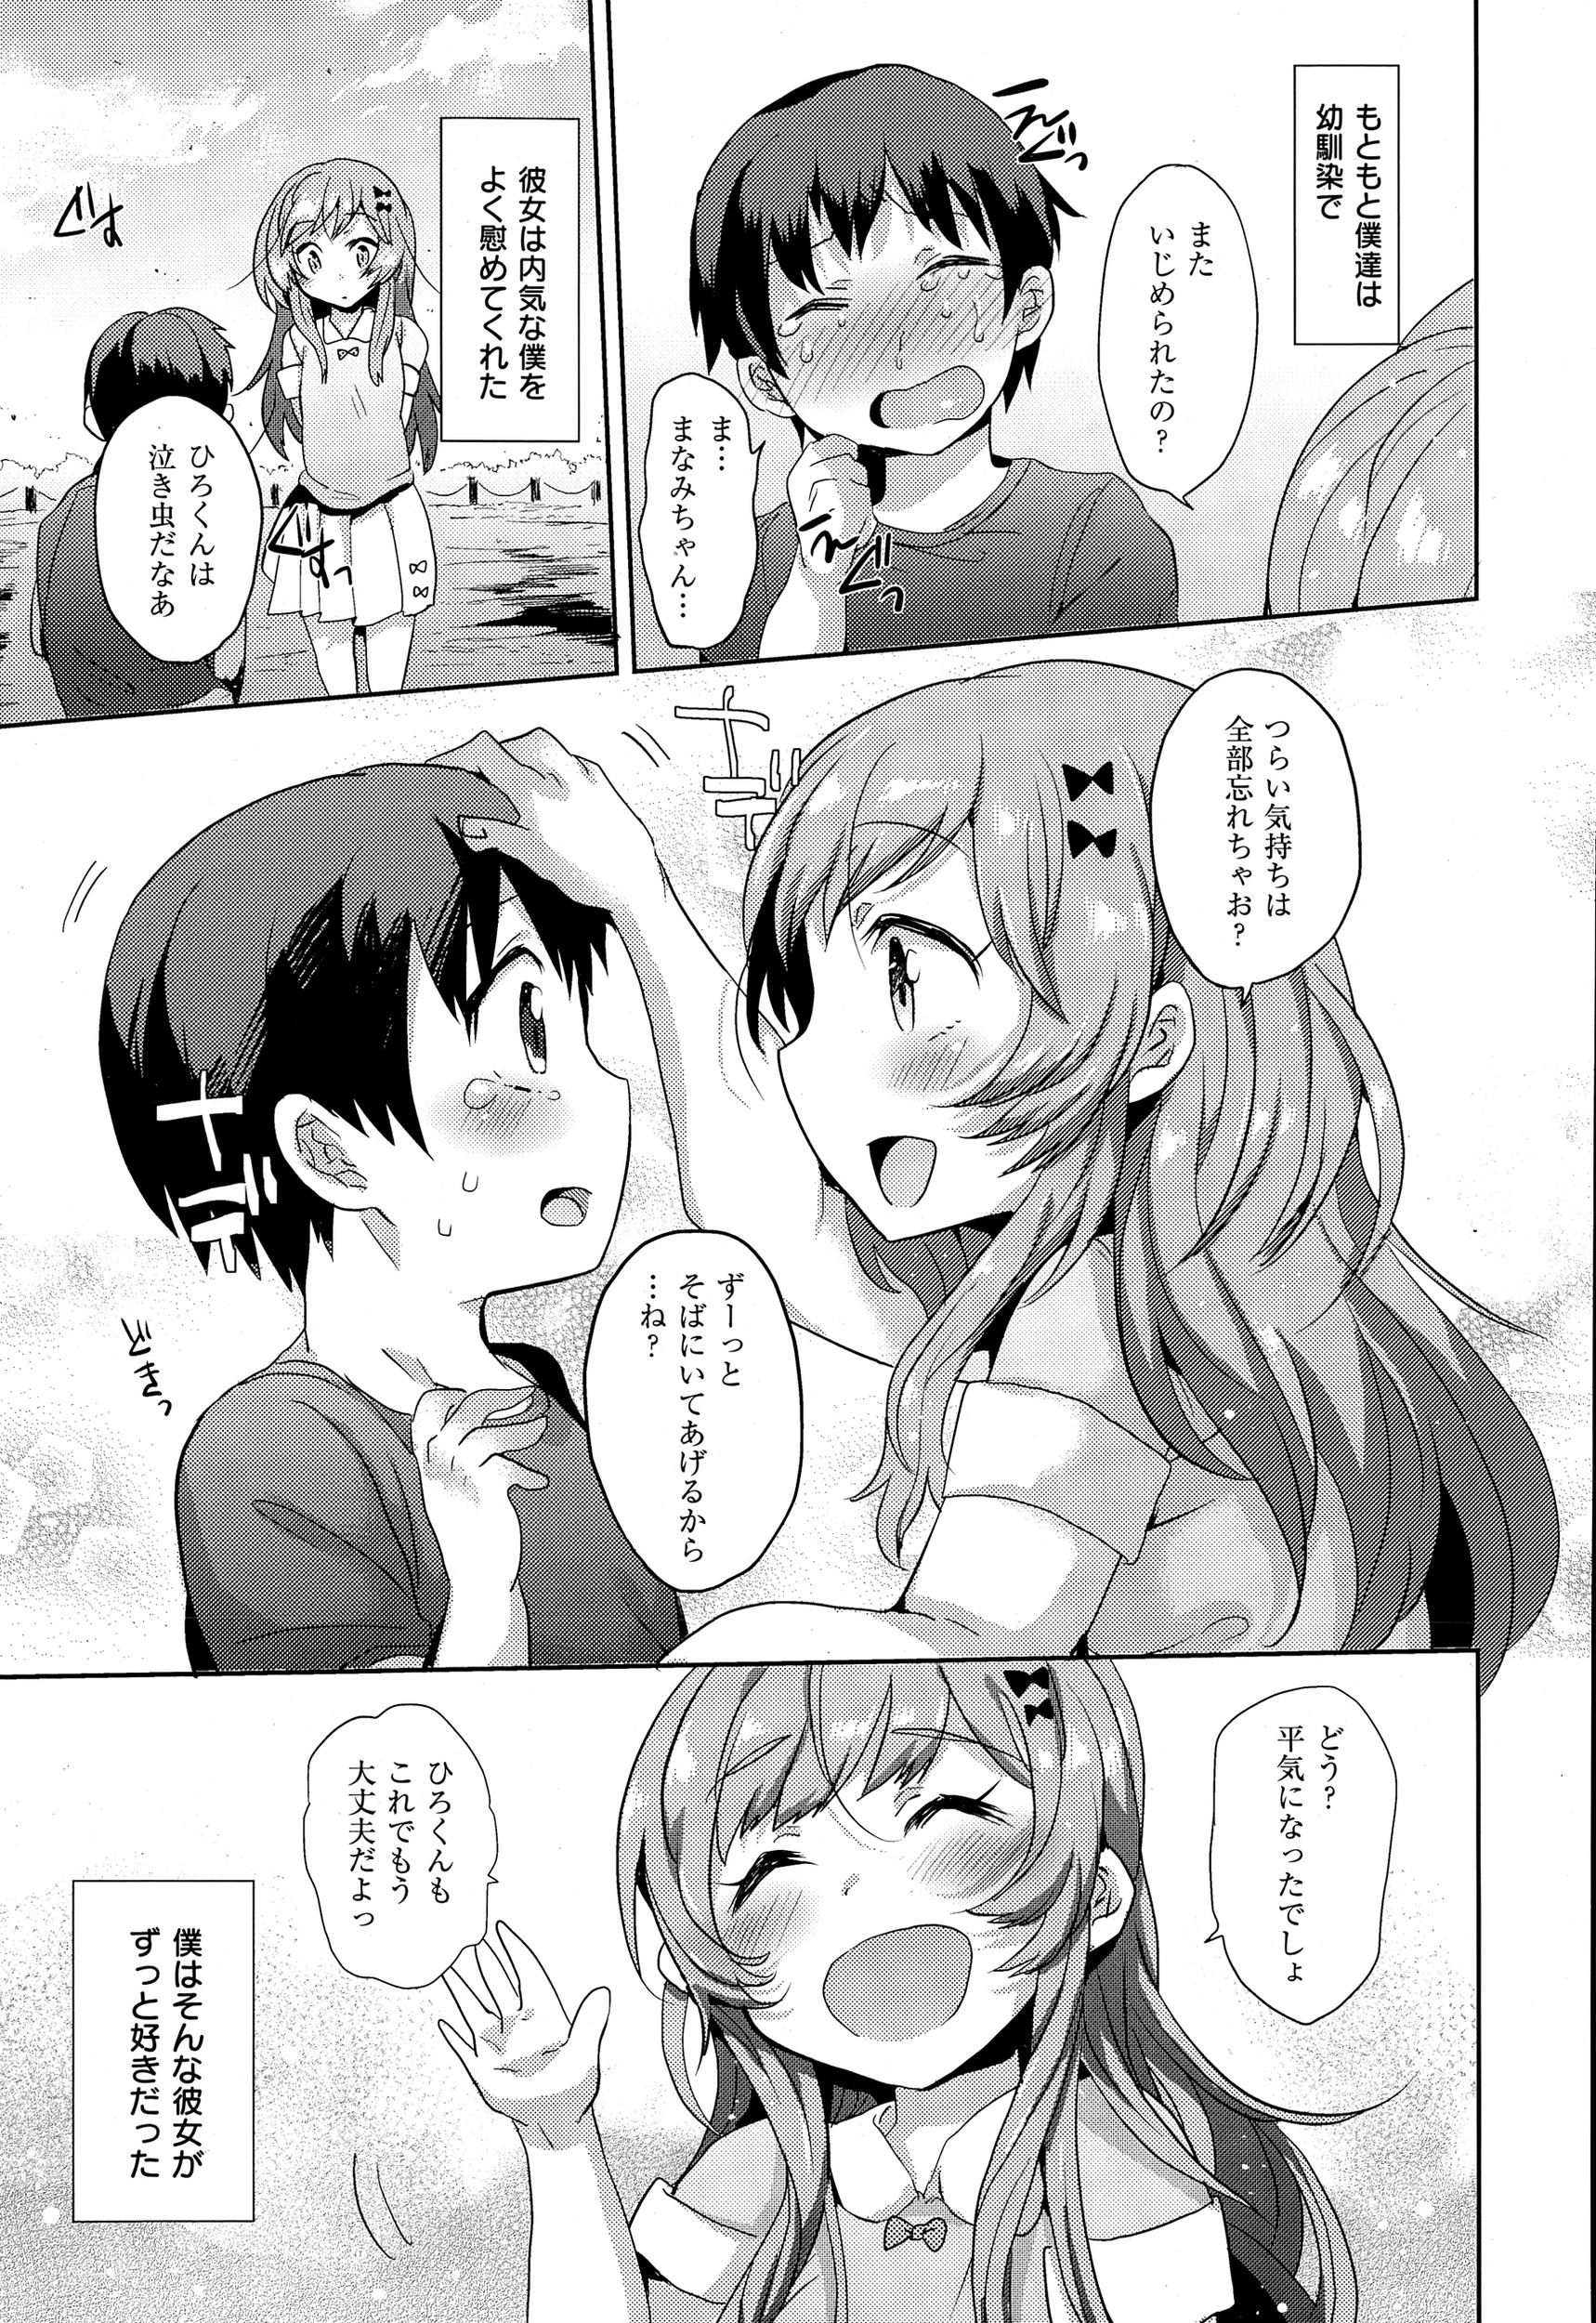 もともと僕達は
幼馴染で
また
いじめられたの?
えぐっ
ま…
まなみちゃん…
えぐっ
彼女は内気な僕を
よく慰めてくれた
ぐす
ひろくんは
泣き虫だなあ
ぐすっ
つらい気持ちは
全部忘れちゃお?
ナデ
ナデ
ずーっと
そばにいてあげるから
…ね?
どきっ
どう?
平気になったでしょ
ひろくんも
これでもう
大丈夫だよっ
僕はそんな彼女が
ずっと好きだった